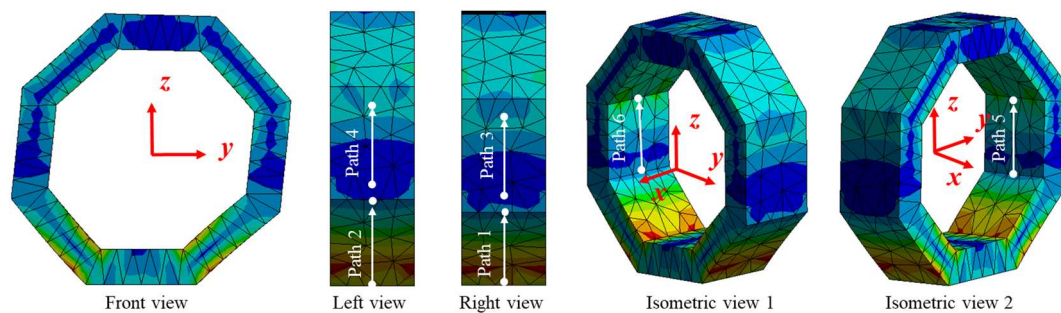 z
y
Front view
Path 4
Path 2
Left view
Path 3
Path 1
Right view
Path 6
z
y
x
Isometric view 1
z
y
x
Path 5
Isometric view 2